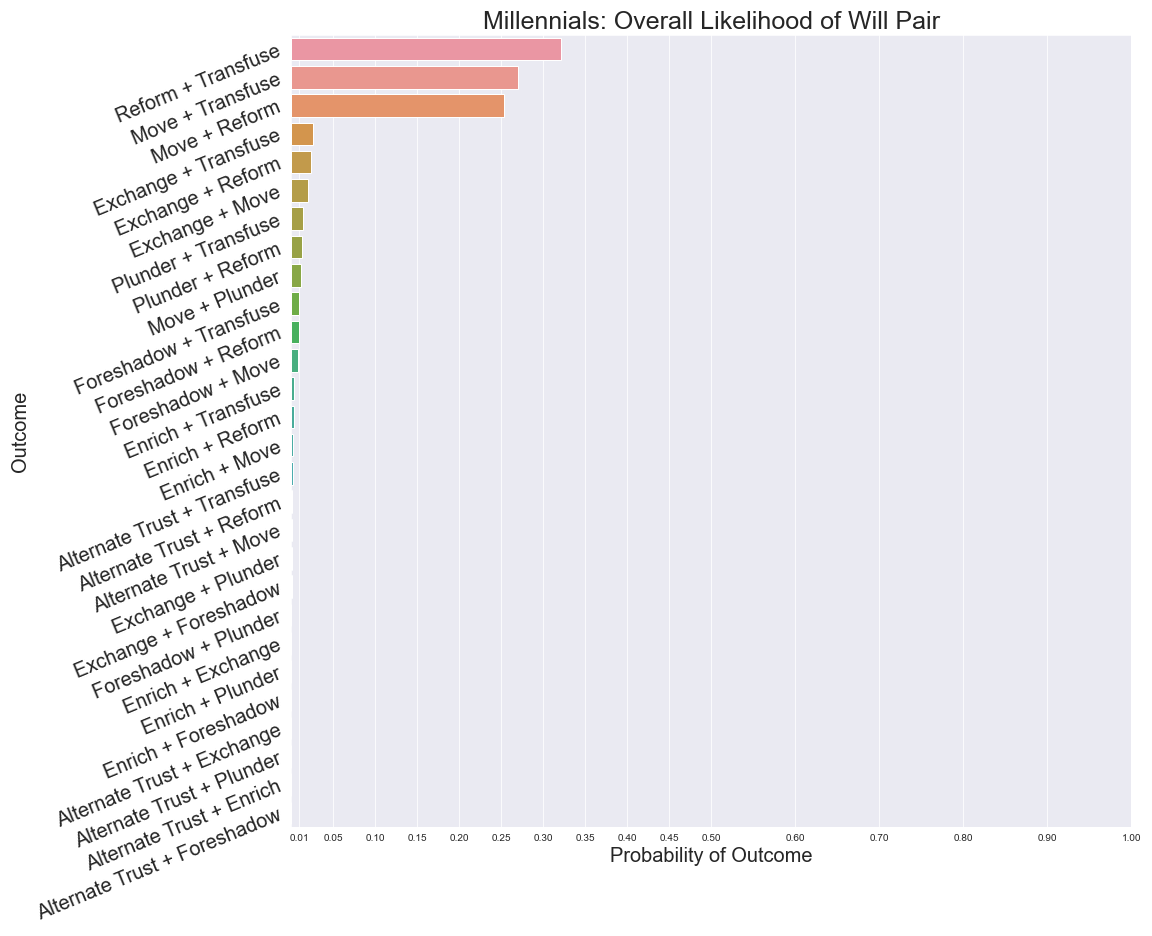 Millennials: Overall Likelihood of Will Pair
Reform + Transfuse
Move + Transfuse
Move + Reform
Exchange + Transfuse
Exchange + Reform
Exchange + Move
Plunder + Transfuse
Plunder + Reform
Move + Plunder
Foreshadow + Transfuse
Foreshadow + Reform
Foreshadow + Move
Enrich + Transfuse
Enrich + Reform
Enrich + Move
Alternate Trust + Transfuse
Alternate Trust + Reform
Alternate Trust + Move
Exchange + Plunder
Exchange + Foreshadow
Foreshadow + Plunder
Enrich + Exchange
Enrich + Plunder
Enrich + Foreshadow
Alternate Trust + Exchange
Alternate Trust + Plunder
Alternate Trust + Enrich
Alternate Trust + Foreshadow
Outcome
0.01 0.05 0.10 0.15 0.20 0.25 0.30 0.35 0.40 0.45 0.50 0.60 0.70 0.80 0.90 1.00
Probability of Outcome